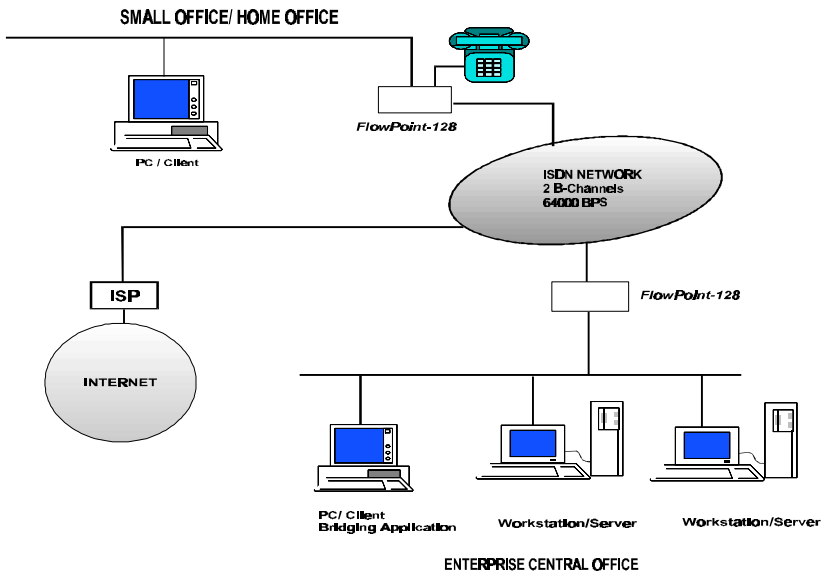 SMALL OFFICE/ HOME OFFICE
FlowPoint-128
PC / Client
ISDN NETWORK
2 B-Channels
64000 BPS
ISP
FlowPoint-128
INTERNET
PC/ Client
Bridging Application
Workstation/Server
Workstation/Server
ENTERPRISE CENTRAL OFFICE